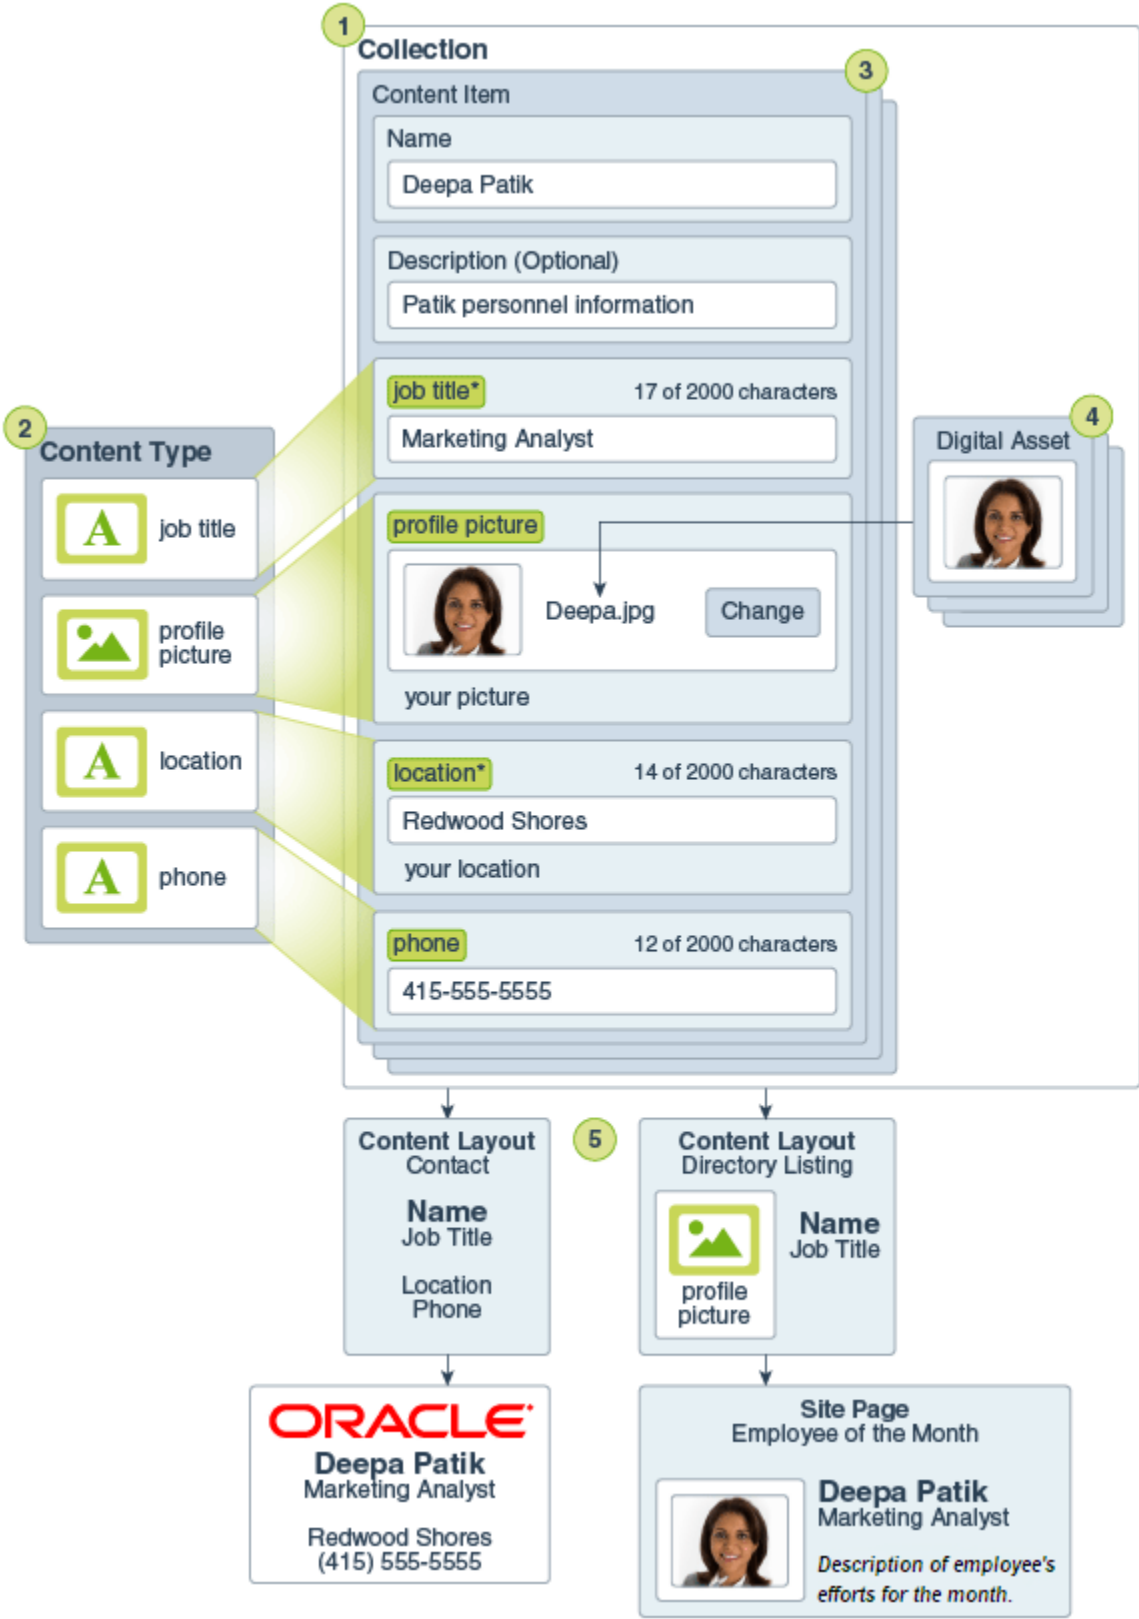 1
Collection
3
Content Item
Name
Deepa Patik
Description (Optional)
Patik personnel information
job title* 17 of 2000 characters
Marketing Analyst
profile picture
Deepa.jpg Change
your picture
location* 14 of 2000 characters
Redwood Shores
your location
phone 12 of 2000 characters
415-555-5555
2
Content Type
A job title
profile
picture
A location
A phone
4
Digital Asset
5
Content Layout
Contact
Name
Job Title
Location
Phone
Content Layout
Directory Listing
Name
Job Title
profile
picture
ORACLE
Deepa Patik
Marketing Analyst
Redwood Shores
(415) 555-5555
Site Page
Employee of the Month
Deepa Patik
Marketing Analyst
Description of employee's
efforts for the month.